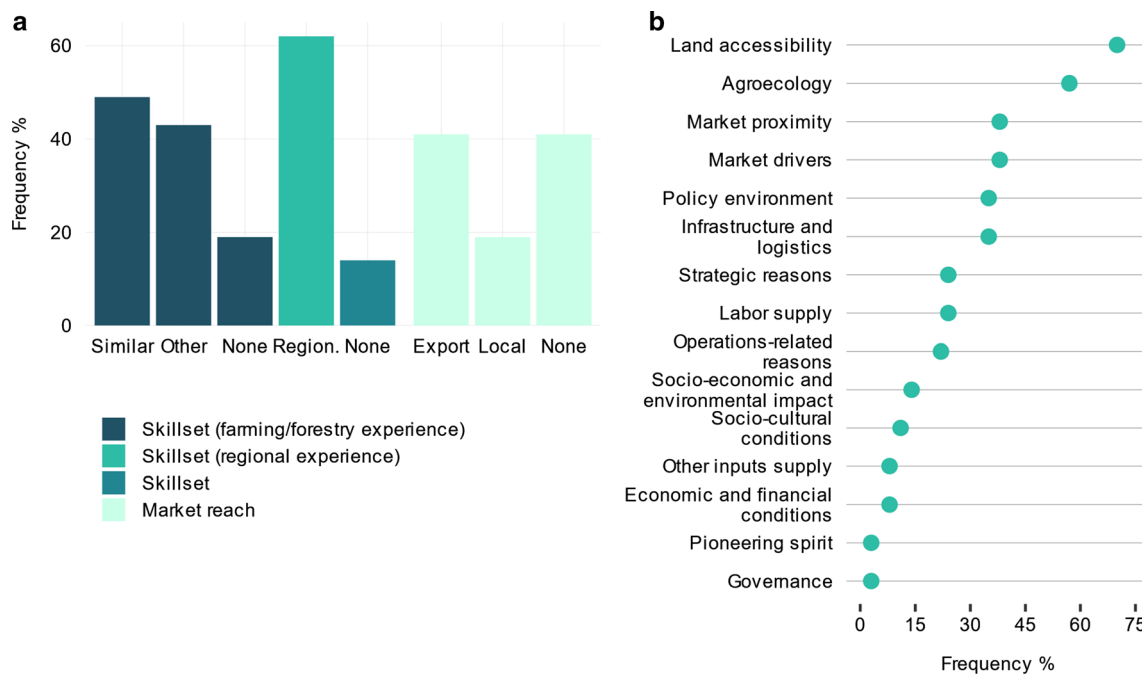 a
60
40
20
0
Frequency %
Similar Other None Region. None Export Local None
Skillset (farming/forestry experience)
Skillset (regional experience)
Skillset
Market reach
b
Land accessibility
Agroecology
Market proximity
Market drivers
Policy environment
Infrastructure and
logistics
Strategic reasons
Labor supply
Operations-related
reasons
Socio-economic and
environmental impact
Socio-cultural
conditions
Other inputs supply
Economic and financial
conditions
Pioneering spirit
Governance
0 15 30 45 60 75
Frequency %